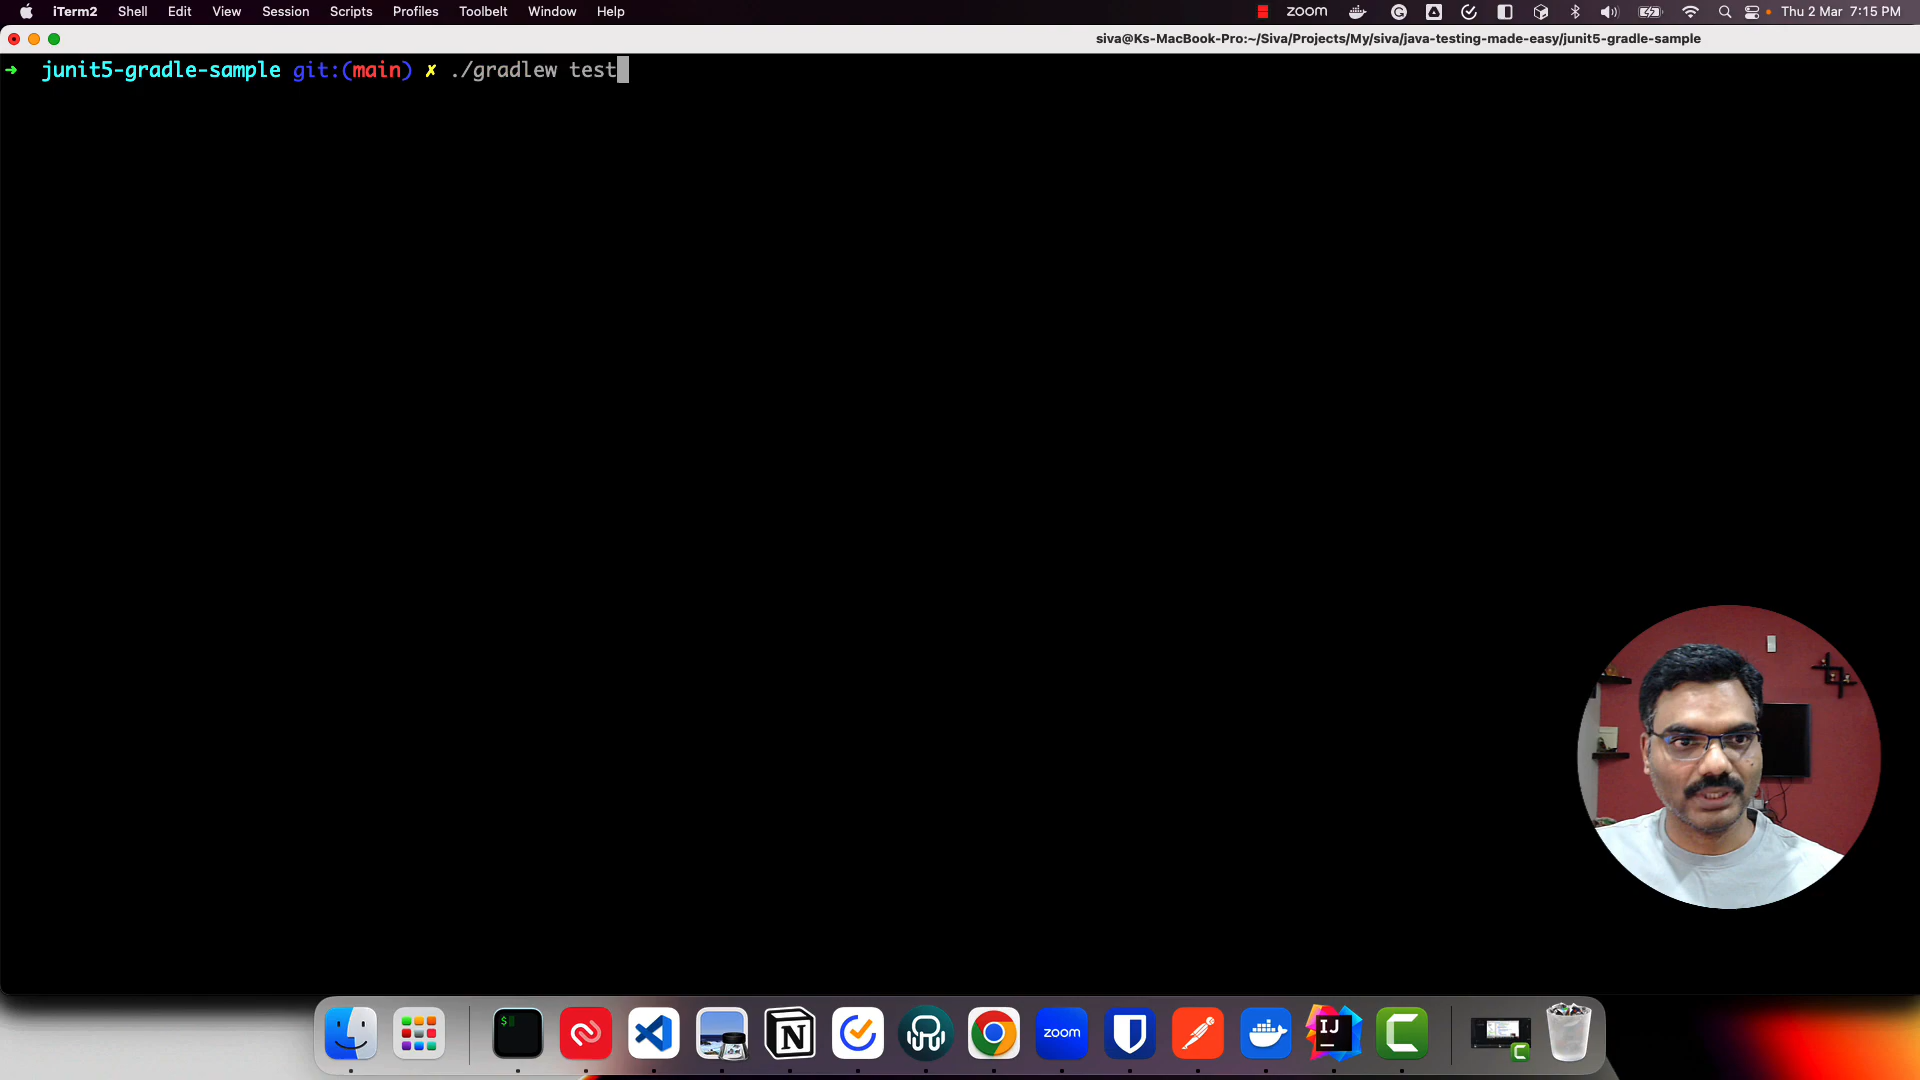 iTerm2 Shell Edit View Session Scripts Profiles Toolbelt Window Help zoom Thu 2 Mar 7:15 PM
siva@Ks-MacBook-Pro:~/Siva/Projects/My/siva/java-testing-made-easy/junit5-gradle-sample
➜ junit5-gradle-sample git:(main) ✗ ./gradlew test
$
N
zoom
IJ
C
C